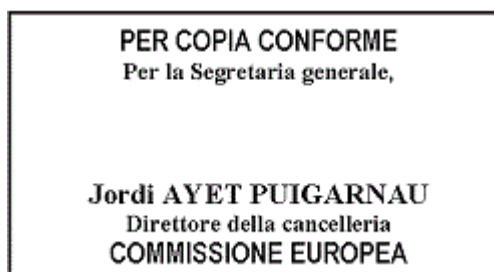 PER COPIA CONFORME
Per la Segretaria generale,
Jordi AYET PUIGARNAU
Direttore della cancelleria
COMMISSIONE EUROPEA